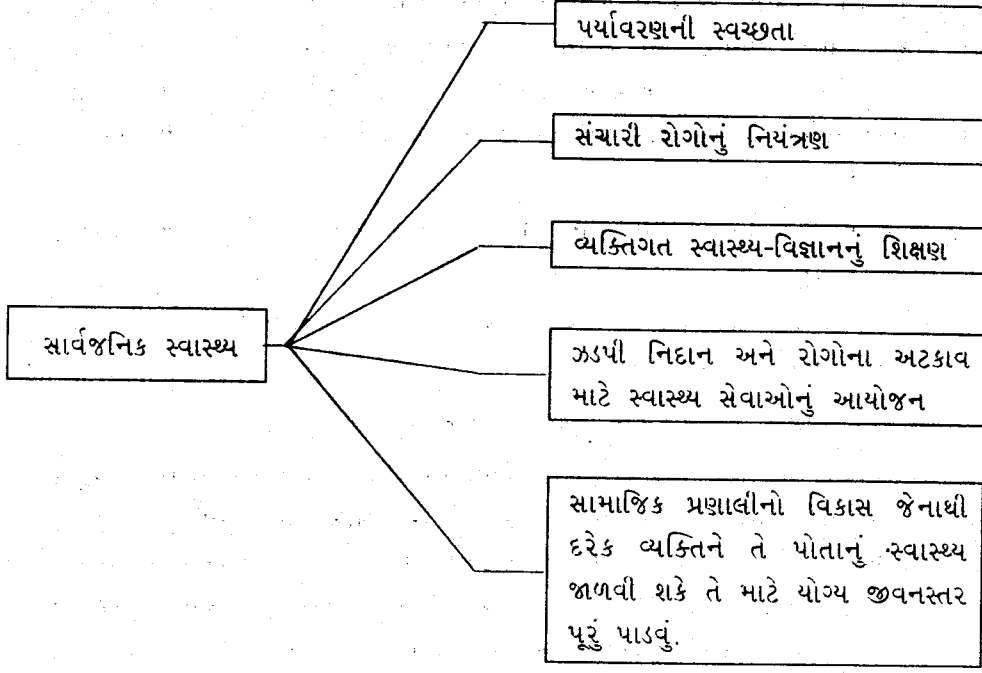 પર્યાવરણની સ્વચ્છતા
સંચારી રોગોનું નિયંત્રણ
વ્યક્તિગત સ્વાસ્થ્ય-વિજ્ઞાનનું શિક્ષણ
સાર્વજનિક સ્વાસ્થ્ય
ઝડપી નિદાન અને રોગોના અટકાવ
માટે સ્વાસ્થ્ય સેવાઓનું આયોજન
સામાજિક પ્રણાલીનો વિકાસ જેનાથી
દરેક વ્યક્તિને તે પોતાનું સ્વાસ્થ્ય
જાળવી શકે તે માટે યોગ્ય જીવનસ્તર
પૂરું પાડવું.